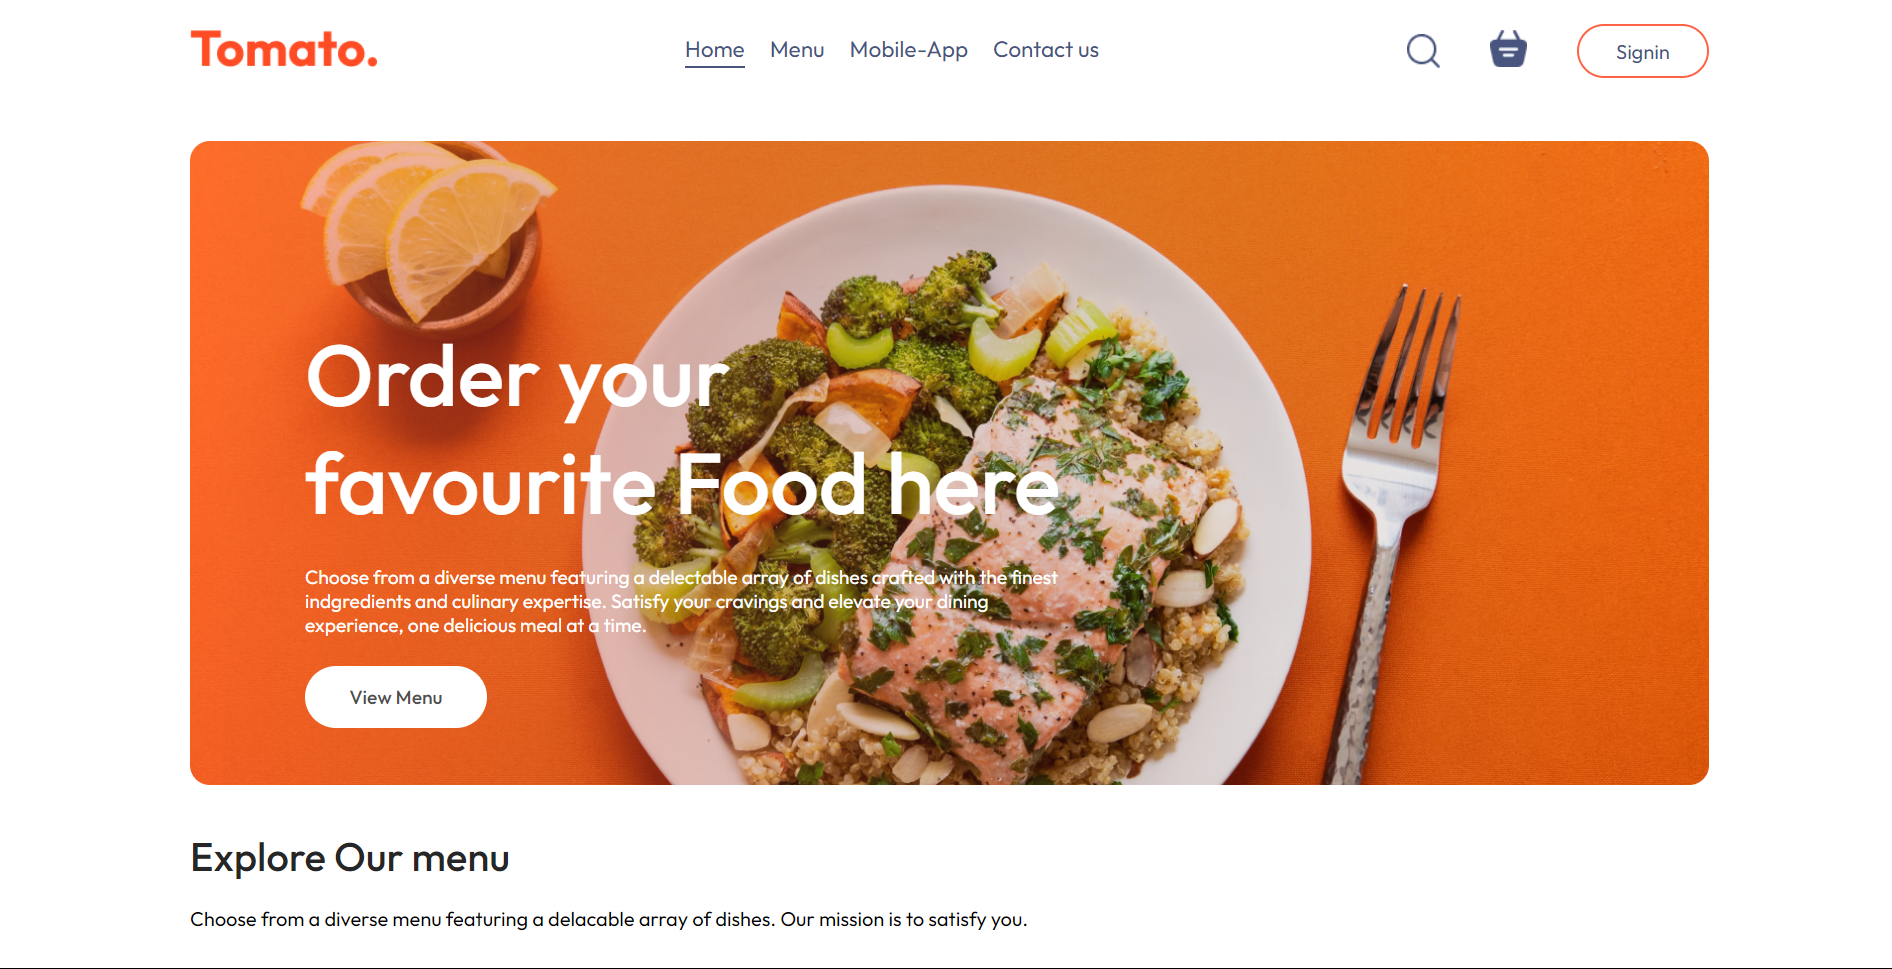 Tomato.
Home Menu Mobile-App Contact us
Signin
Order your
favourite Food here
Choose from a diverse menu featuring a delectable array of dishes crafted with the finest
indgredients and culinary expertise. Satisfy your cravings and elevate your dining
experience, one delicious meal at a time.
View Menu
Explore Our menu
Choose from a diverse menu featuring a delacable array of dishes. Our mission is to satisfy you.